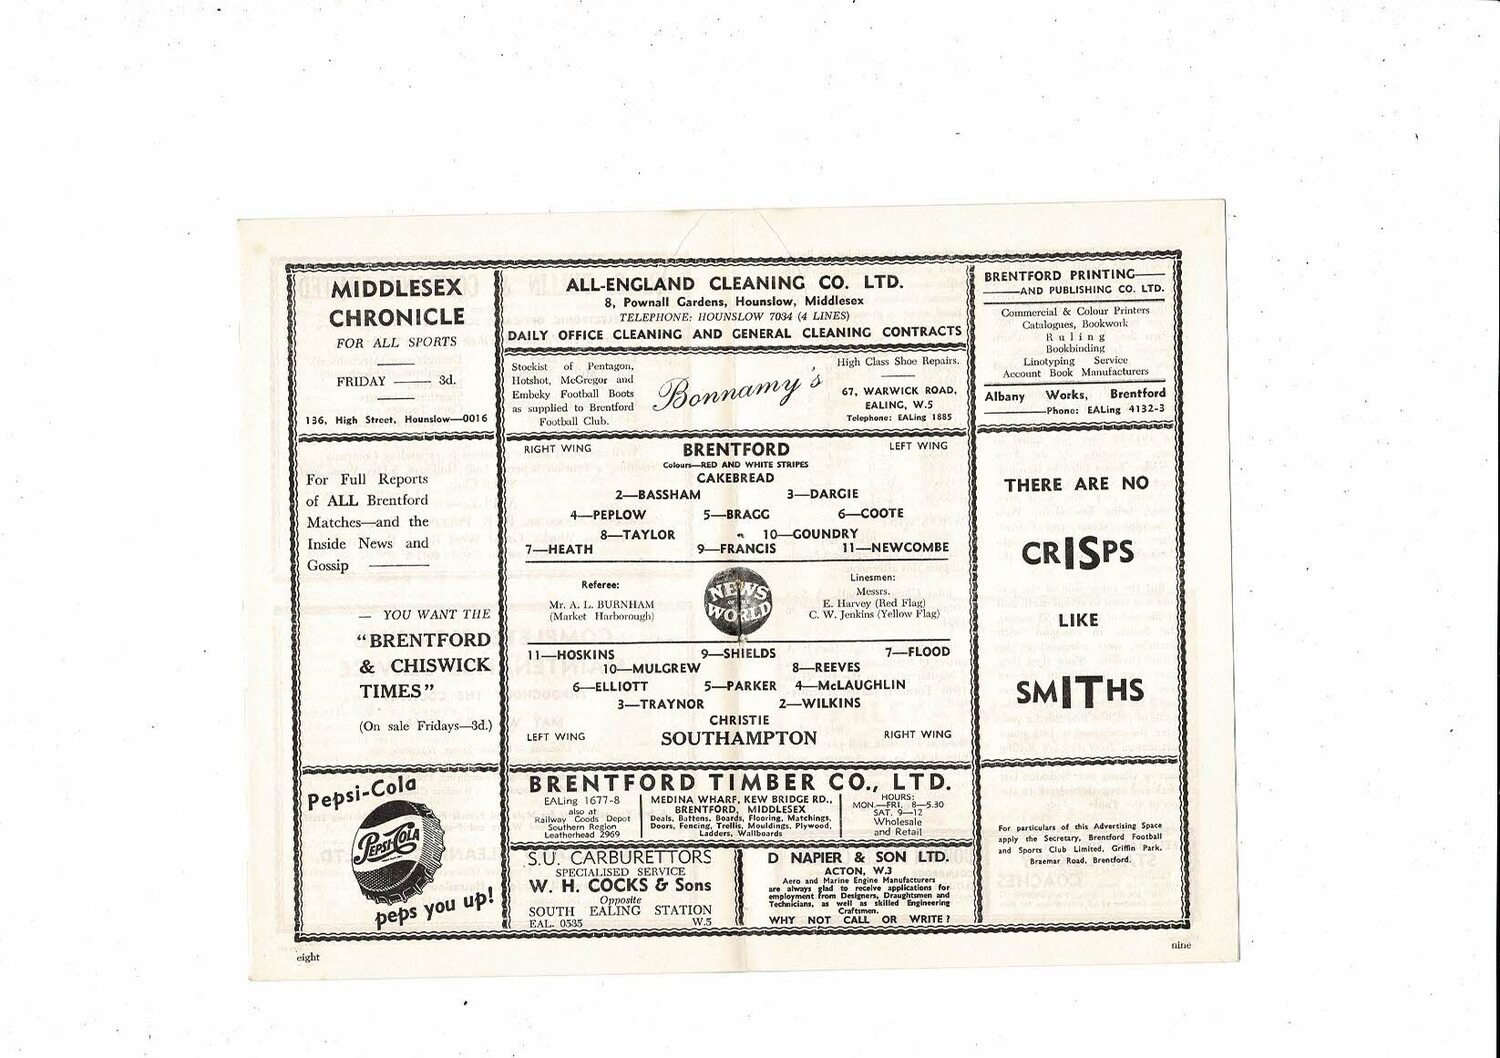 MIDDLESEX
CHRONICLE
FOR ALL SPORTS
FRIDAY —— 3d.
136, High Street, Hounslow—0016
For Full Reports
of ALL Brentford
Matches—and the
Inside News and
Gossip ———
— YOU WANT THE
"BRENTFORD
& CHISWICK
TIMES"
(On sale Fridays—3d.)
Pepsi-Cola
PEPSI-COLA
peps you up!
ALL-ENGLAND CLEANING CO. LTD.
8, Pownall Gardens, Hounslow, Middlesex
TELEPHONE: HOUNSLOW 7034 (4 LINES)
DAILY OFFICE CLEANING AND GENERAL CLEANING CONTRACTS
Stockist of Pentagon,
Hotshot, McGregor and
Embeky Football Boots
as supplied to Brentford
Football Club.
Bonnamy's
High Class Shoe Repairs.
67, WARWICK ROAD,
EALING, W.5
Telephone: EALing 1885
RIGHT WING BRENTFORD LEFT WING
Colours—RED AND WHITE STRIPES
CAKEBREAD
2—BASSHAM 3—DARGIE
4—PEPLOW 5—BRAGG 6—COOTE
8—TAYLOR 10—GOUNDRY
7—HEATH 9—FRANCIS 11—NEWCOMBE
Referee:
Mr. A. L. BURNHAM
(Market Harborough)
NEWS
WORLD
Linesmen:
Messrs.
E. Harvey (Red Flag)
C. W. Jenkins (Yellow Flag)
11—HOSKINS 9—SHIELDS 7—FLOOD
10—MULGREW 8—REEVES
6—ELLIOTT 5—PARKER 4—McLAUGHLIN
3—TRAYNOR 2—WILKINS
CHRISTIE
LEFT WING SOUTHAMPTON RIGHT WING
BRENTFORD TIMBER CO., LTD.
EALing 1677-8
also at
Railway Goods Depot
Southern Region
Leatherhead 2969
MEDINA WHARF, KEW BRIDGE RD.,
BRENTFORD, MIDDLESEX
Deals, Battens, Boards, Flooring, Matchings,
Doors, Fencing, Trellis, Mouldings, Plywood,
Ladders, Wallboards
HOURS:
MON.—FRI. 8—5.30
SAT. 9—12
Wholesale
and Retail
S.U. CARBURETTORS
SPECIALISED SERVICE
W. H. COCKS & Sons
Opposite
SOUTH EALING STATION
EAL. 0535 W.5
D NAPIER & SON LTD.
ACTON, W.3
Aero and Marine Engine Manufacturers
are always glad to receive applications for
employment from Designers, Draughtsmen and
Technicians, as well as skilled Engineering
Craftsmen.
WHY NOT CALL OR WRITE?
BRENTFORD PRINTING——
——AND PUBLISHING CO. LTD.
Commercial & Colour Printers
Catalogues, Bookwork
Ruling
Bookbinding
Linotyping Service
Account Book Manufacturers
Albany Works, Brentford
———Phone: EALing 4132-3
THERE ARE NO
CRISPS
LIKE
SMITHS
For particulars of this Advertising Space
apply the Secretary, Brentford Football
and Sports Club Limited, Griffin Park,
Braemar Road, Brentford.
eight
nine